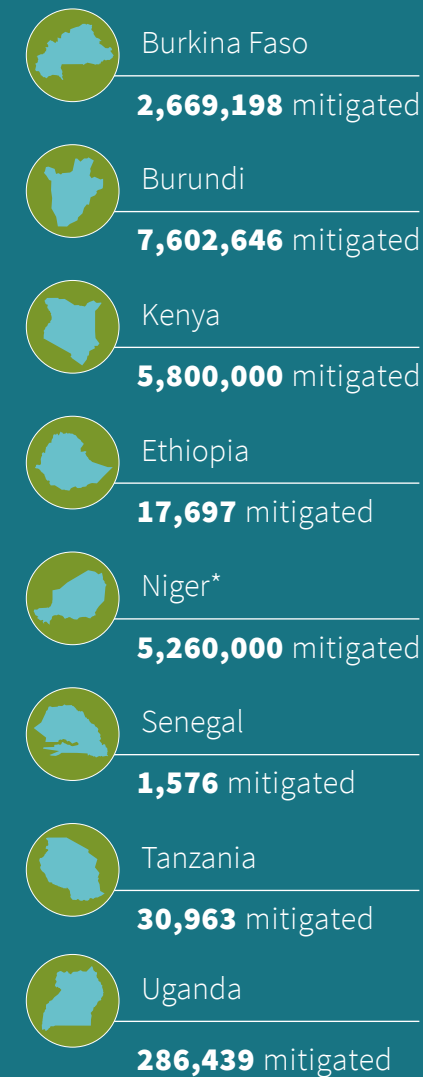 Burkina Faso
2,669,198 mitigated
Burundi
7,602,646 mitigated
Kenya
5,800,000 mitigated
Ethiopia
17,697 mitigated
Niger*
5,260,000 mitigated
Senegal
1,576 mitigated
Tanzania
30,963 mitigated
Uganda
286,439 mitigated